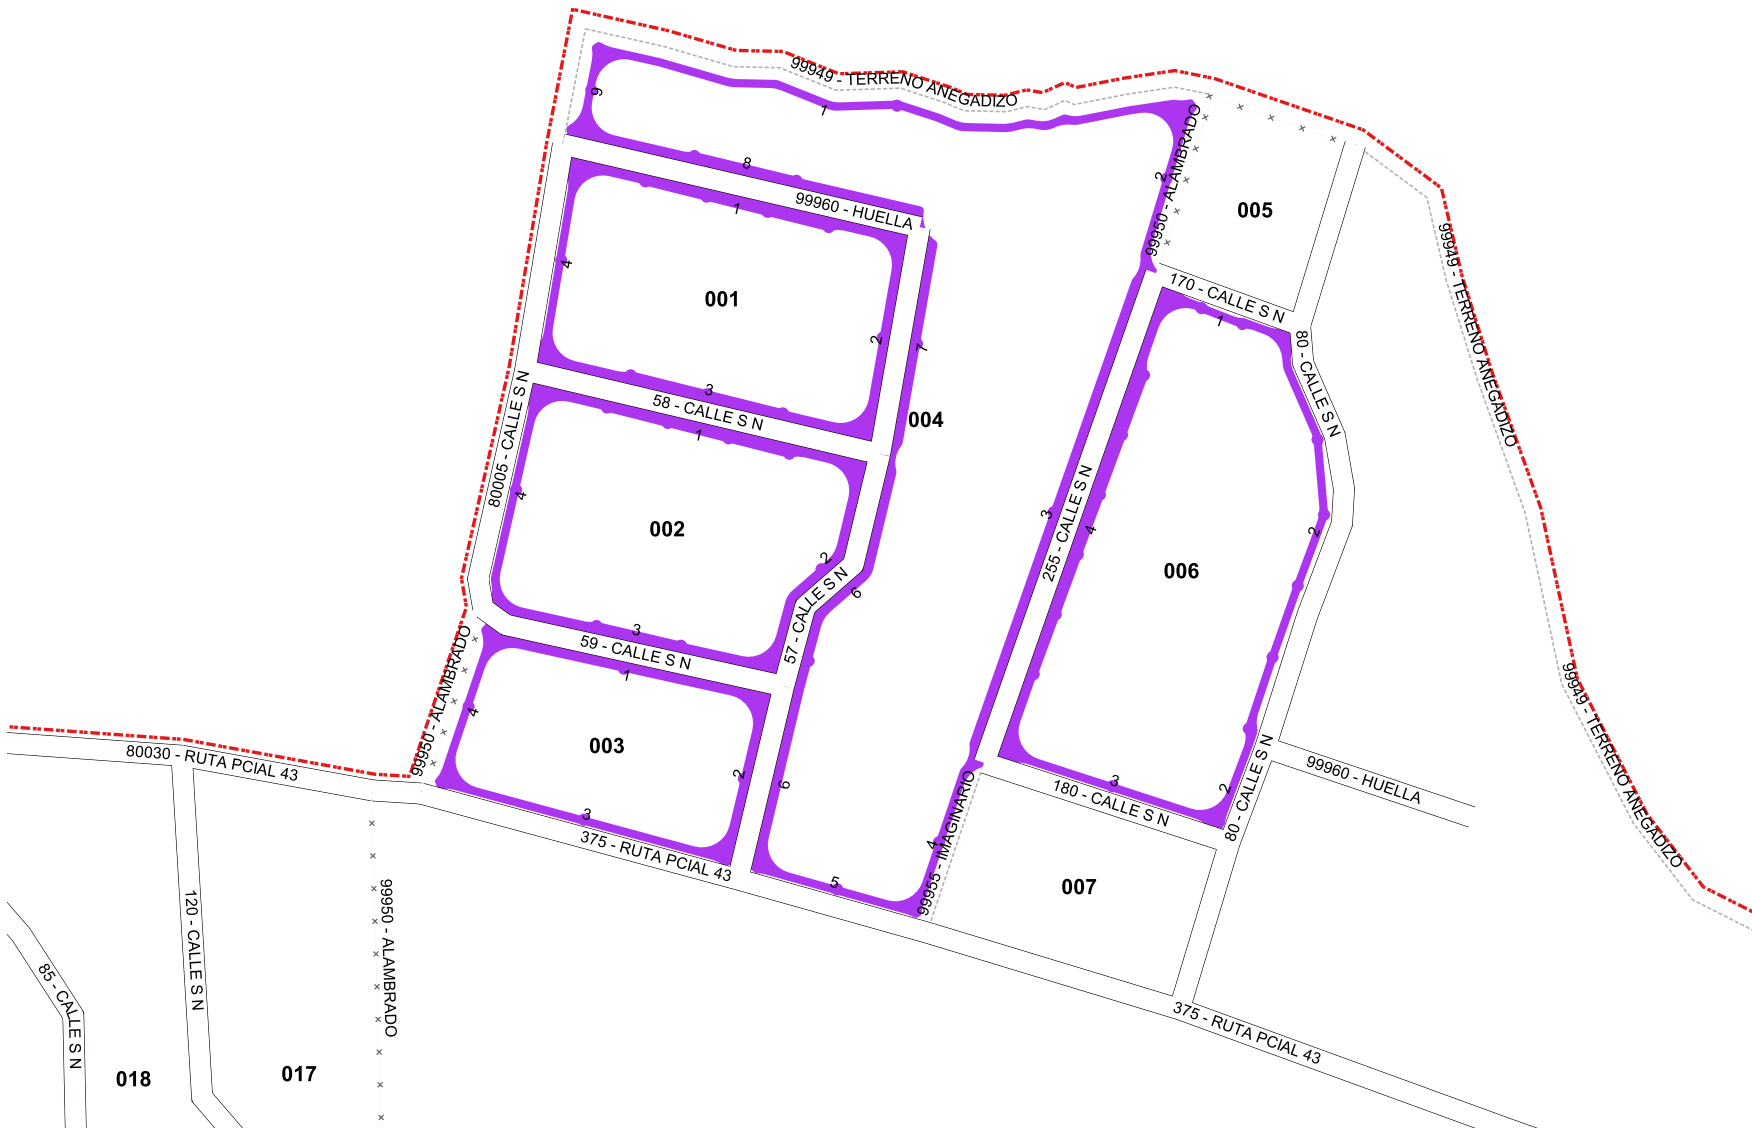 99949 - TERRENO ANEGADIZO
9
1
99950 - ALAMBRADO
2
8
99960 - HUELLA
005
1
4
001
2
7
170 - CALLE S N
1
80 - CALLE S N
99949 - TERRENO ANEGADIZO
3
58 - CALLE S N
80005 - CALLE S N
004
1
4
002
2
57 - CALLE S N
6
3
255 - CALLE S N
4
006
2
3
59 - CALLE S N
99950 - ALAMBRADO
1
4
003
2
6
3
375 - RUTA PCIAL 43
80030 - RUTA PCIAL 43
5
4
99955 - IMAGINARIO
3
180 - CALLE S N
2
80 - CALLE S N
99960 - HUELLA
99949 - TERRENO ANEGADIZO
007
120 - CALLE S N
99950 - ALAMBRADO
85 - CALLE S N
375 - RUTA PCIAL 43
018
017